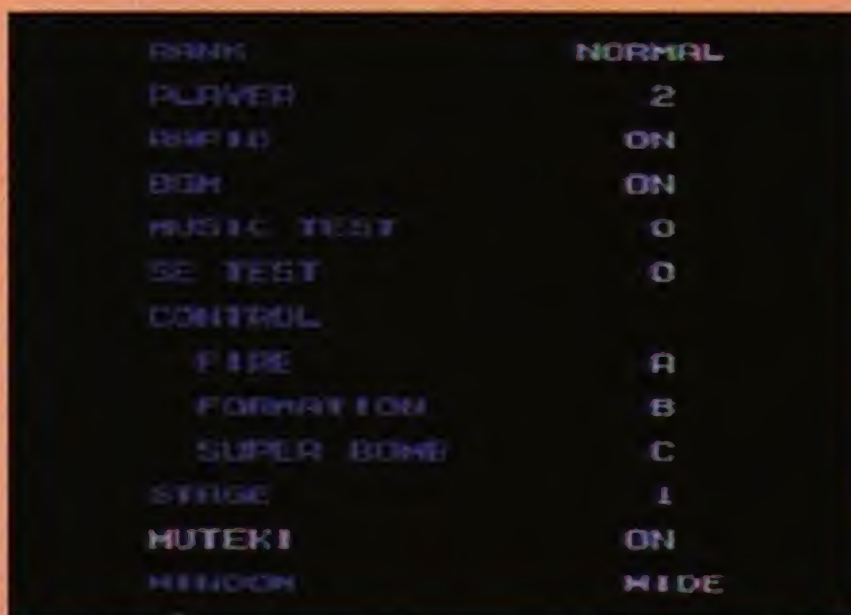 RANK NORMAL
PLAYER 2
RAPID ON
BGM ON
MUSIC TEST 0
SE TEST 0
CONTROL
FIRE A
FORMATION B
SUPER BOMB C
STAGE 1
MUTEKI ON
WINDOW WIDE